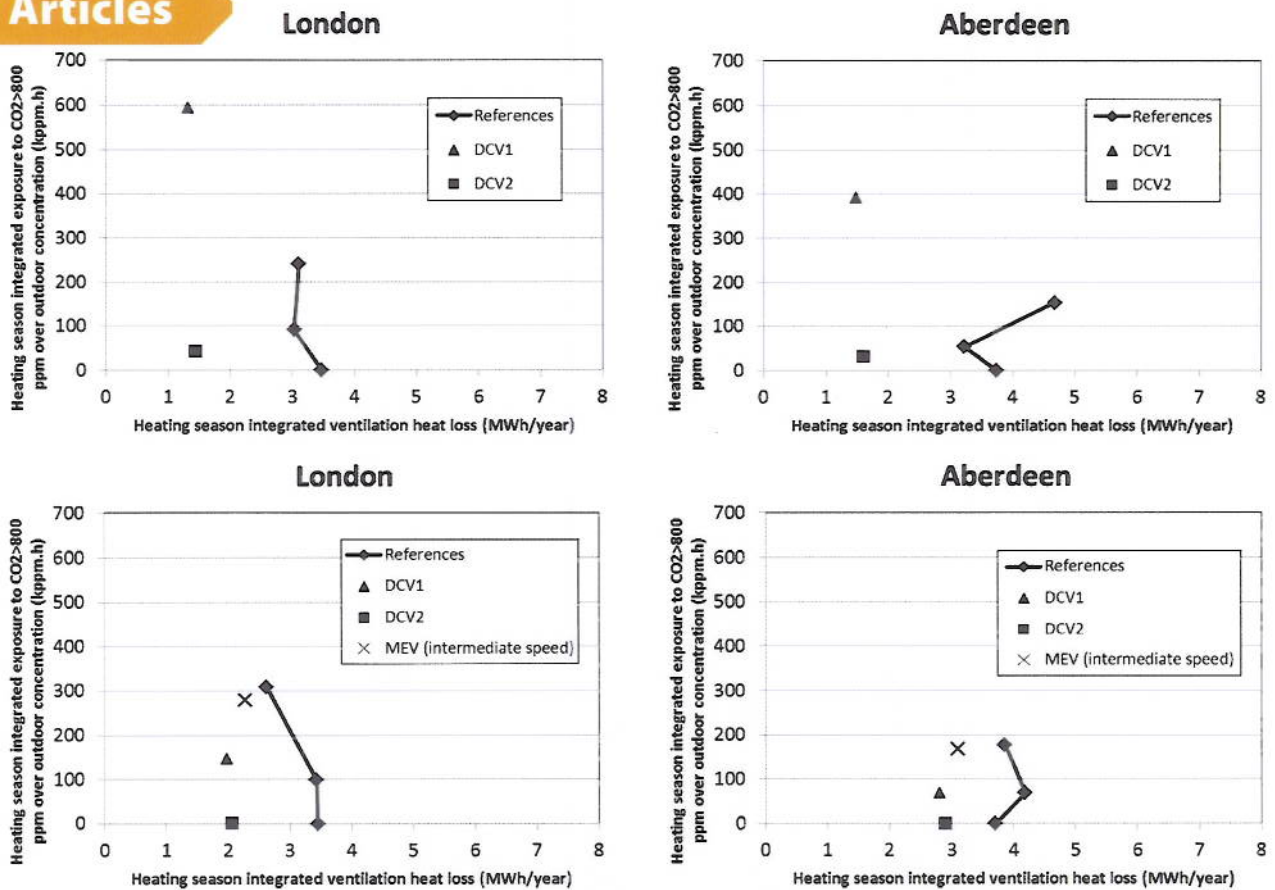 Articles
London
Heating season integrated exposure to CO2>800
ppm over outdoor concentration (kppm.h)
700
600
500
400
300
200
100
0
References
DCV1
DCV2
0 1 2 3 4 5 6 7 8
Heating season integrated ventilation heat loss (MWh/year)
Aberdeen
Heating season integrated exposure to CO2>800
ppm over outdoor concentration (kppm.h)
700
600
500
400
300
200
100
0
References
DCV1
DCV2
0 1 2 3 4 5 6 7 8
Heating season integrated ventilation heat loss (MWh/year)
London
Heating season integrated exposure to CO2>800
ppm over outdoor concentration (kppm.h)
700
600
500
400
300
200
100
0
References
DCV1
DCV2
MEV (intermediate speed)
0 1 2 3 4 5 6 7 8
Heating season integrated ventilation heat loss (MWh/year)
Aberdeen
Heating season integrated exposure to CO2>800
ppm over outdoor concentration (kppm.h)
700
600
500
400
300
200
100
0
References
DCV1
DCV2
MEV (intermediate speed)
0 1 2 3 4 5 6 7 8
Heating season integrated ventilation heat loss (MWh/year)